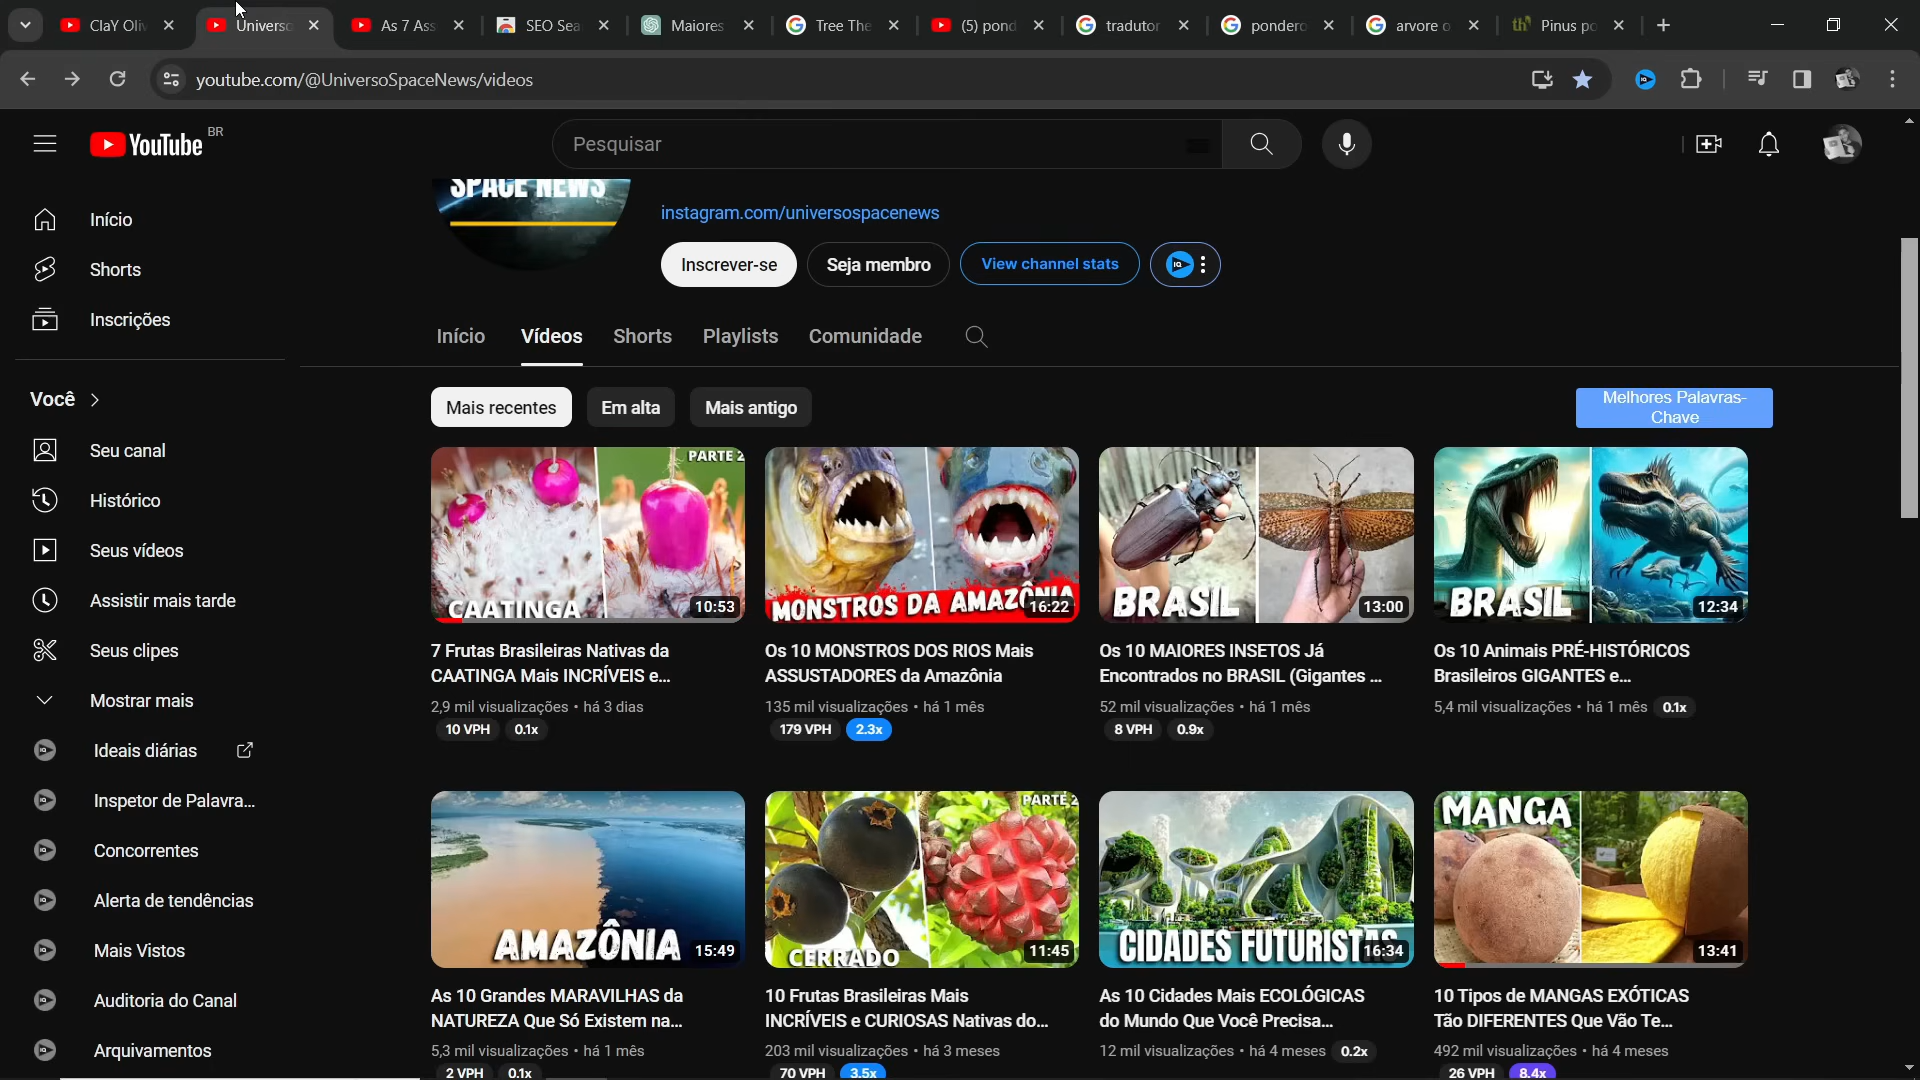 ClaY Oli
Univers
As 7 Ass
SEO Sea
Maiores
Tree The
(5) pond
tradutor
pondero
arvore o
Pinus po
youtube.com/@UniversoSpaceNews/videos
YouTube BR
Pesquisar
SPACE NEWS
instagram.com/universospacenews
Inscrever-se
Seja membro
View channel stats
IQ
Início
Shorts
Inscrições
Você
Seu canal
Histórico
Seus vídeos
Assistir mais tarde
Seus clipes
Mostrar mais
Ideais diárias
Inspetor de Palavra...
Concorrentes
Alerta de tendências
Mais Vistos
Auditoria do Canal
Arquivamentos
Início
Vídeos
Shorts
Playlists
Comunidade
Mais recentes
Em alta
Mais antigo
Melhores Palavras-
Chave
PARTE 2
CAATINGA
10:53
7 Frutas Brasileiras Nativas da
CAATINGA Mais INCRÍVEIS e...
2,9 mil visualizações • há 3 dias
10 VPH 0.1x
MONSTROS DA AMAZÔNIA
16:22
Os 10 MONSTROS DOS RIOS Mais
ASSUSTADORES da Amazônia
135 mil visualizações • há 1 mês
179 VPH 2.3x
BRASIL
13:00
Os 10 MAIORES INSETOS Já
Encontrados no BRASIL (Gigantes ...
52 mil visualizações • há 1 mês
8 VPH 0.9x
BRASIL
12:34
Os 10 Animais PRÉ-HISTÓRICOS
Brasileiros GIGANTES e...
5,4 mil visualizações • há 1 mês 0.1x
AMAZÔNIA
15:49
As 10 Grandes MARAVILHAS da
NATUREZA Que Só Existem na...
5,3 mil visualizações • há 1 mês
2 VPH 0.1x
PARTE 2
CERRADO
11:45
10 Frutas Brasileiras Mais
INCRÍVEIS e CURIOSAS Nativas do...
203 mil visualizações • há 3 meses
70 VPH 3.5x
CIDADES FUTURISTAS
16:34
As 10 Cidades Mais ECOLÓGICAS
do Mundo Que Você Precisa...
12 mil visualizações • há 4 meses 0.2x
MANGA
13:41
10 Tipos de MANGAS EXÓTICAS
Tão DIFERENTES Que Vão Te...
492 mil visualizações • há 4 meses
26 VPH 8.4x